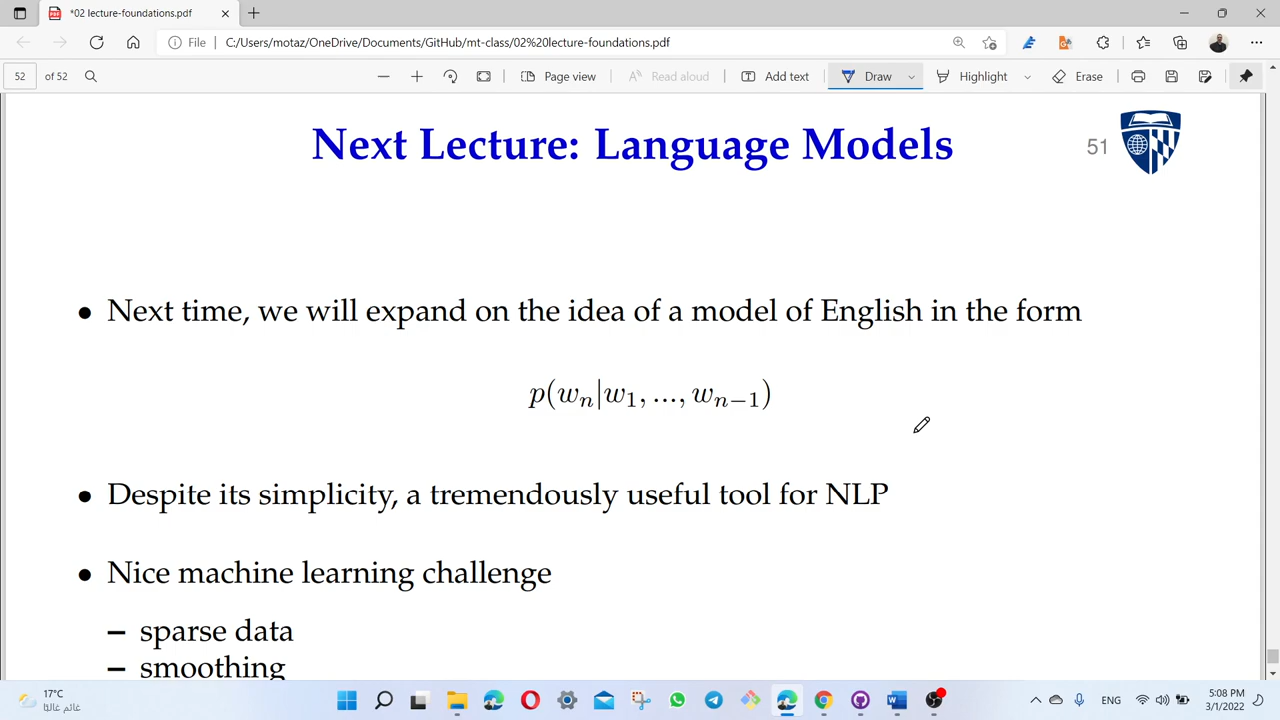 *02 lecture-foundations.pdf
File
C:/Users/motaz/OneDrive/Documents/GitHub/mt-class/02%20lecture-foundations.pdf
52 of 52
Page view
Read aloud
Add text
Draw
Highlight
Erase
Next Lecture: Language Models
51
• Next time, we will expand on the idea of a model of English in the form
p(wₙ|w₁, ..., wₙ₋₁)
• Despite its simplicity, a tremendously useful tool for NLP
• Nice machine learning challenge
– sparse data
– smoothing
17°C
غائم غالبًا
ENG
5:08 PM
3/1/2022